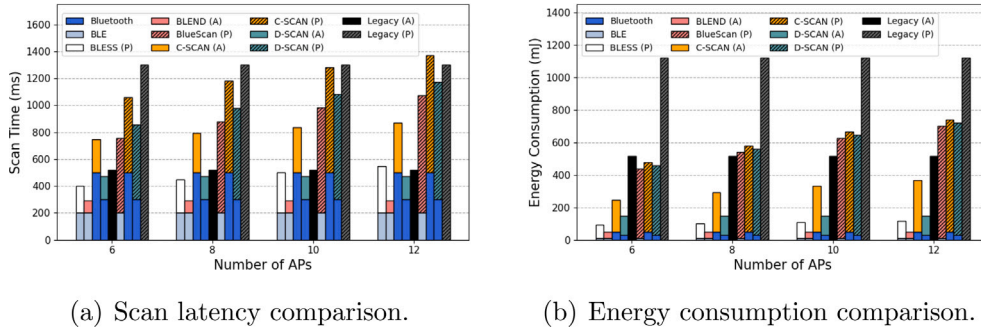 Bluetooth
BLE
BLESS (P)
BLEND (A)
BlueScan (P)
C-SCAN (A)
C-SCAN (P)
D-SCAN (A)
D-SCAN (P)
Legacy (A)
Legacy (P)
Scan Time (ms)
1600
1400
1200
1000
800
600
400
200
0
6
8
10
12
Number of APs
(a) Scan latency comparison.
Bluetooth
BLE
BLESS (P)
BLEND (A)
BlueScan (P)
C-SCAN (A)
C-SCAN (P)
D-SCAN (A)
D-SCAN (P)
Legacy (A)
Legacy (P)
Energy Consumption (mJ)
1400
1200
1000
800
600
400
200
0
6
8
10
12
Number of APs
(b) Energy consumption comparison.